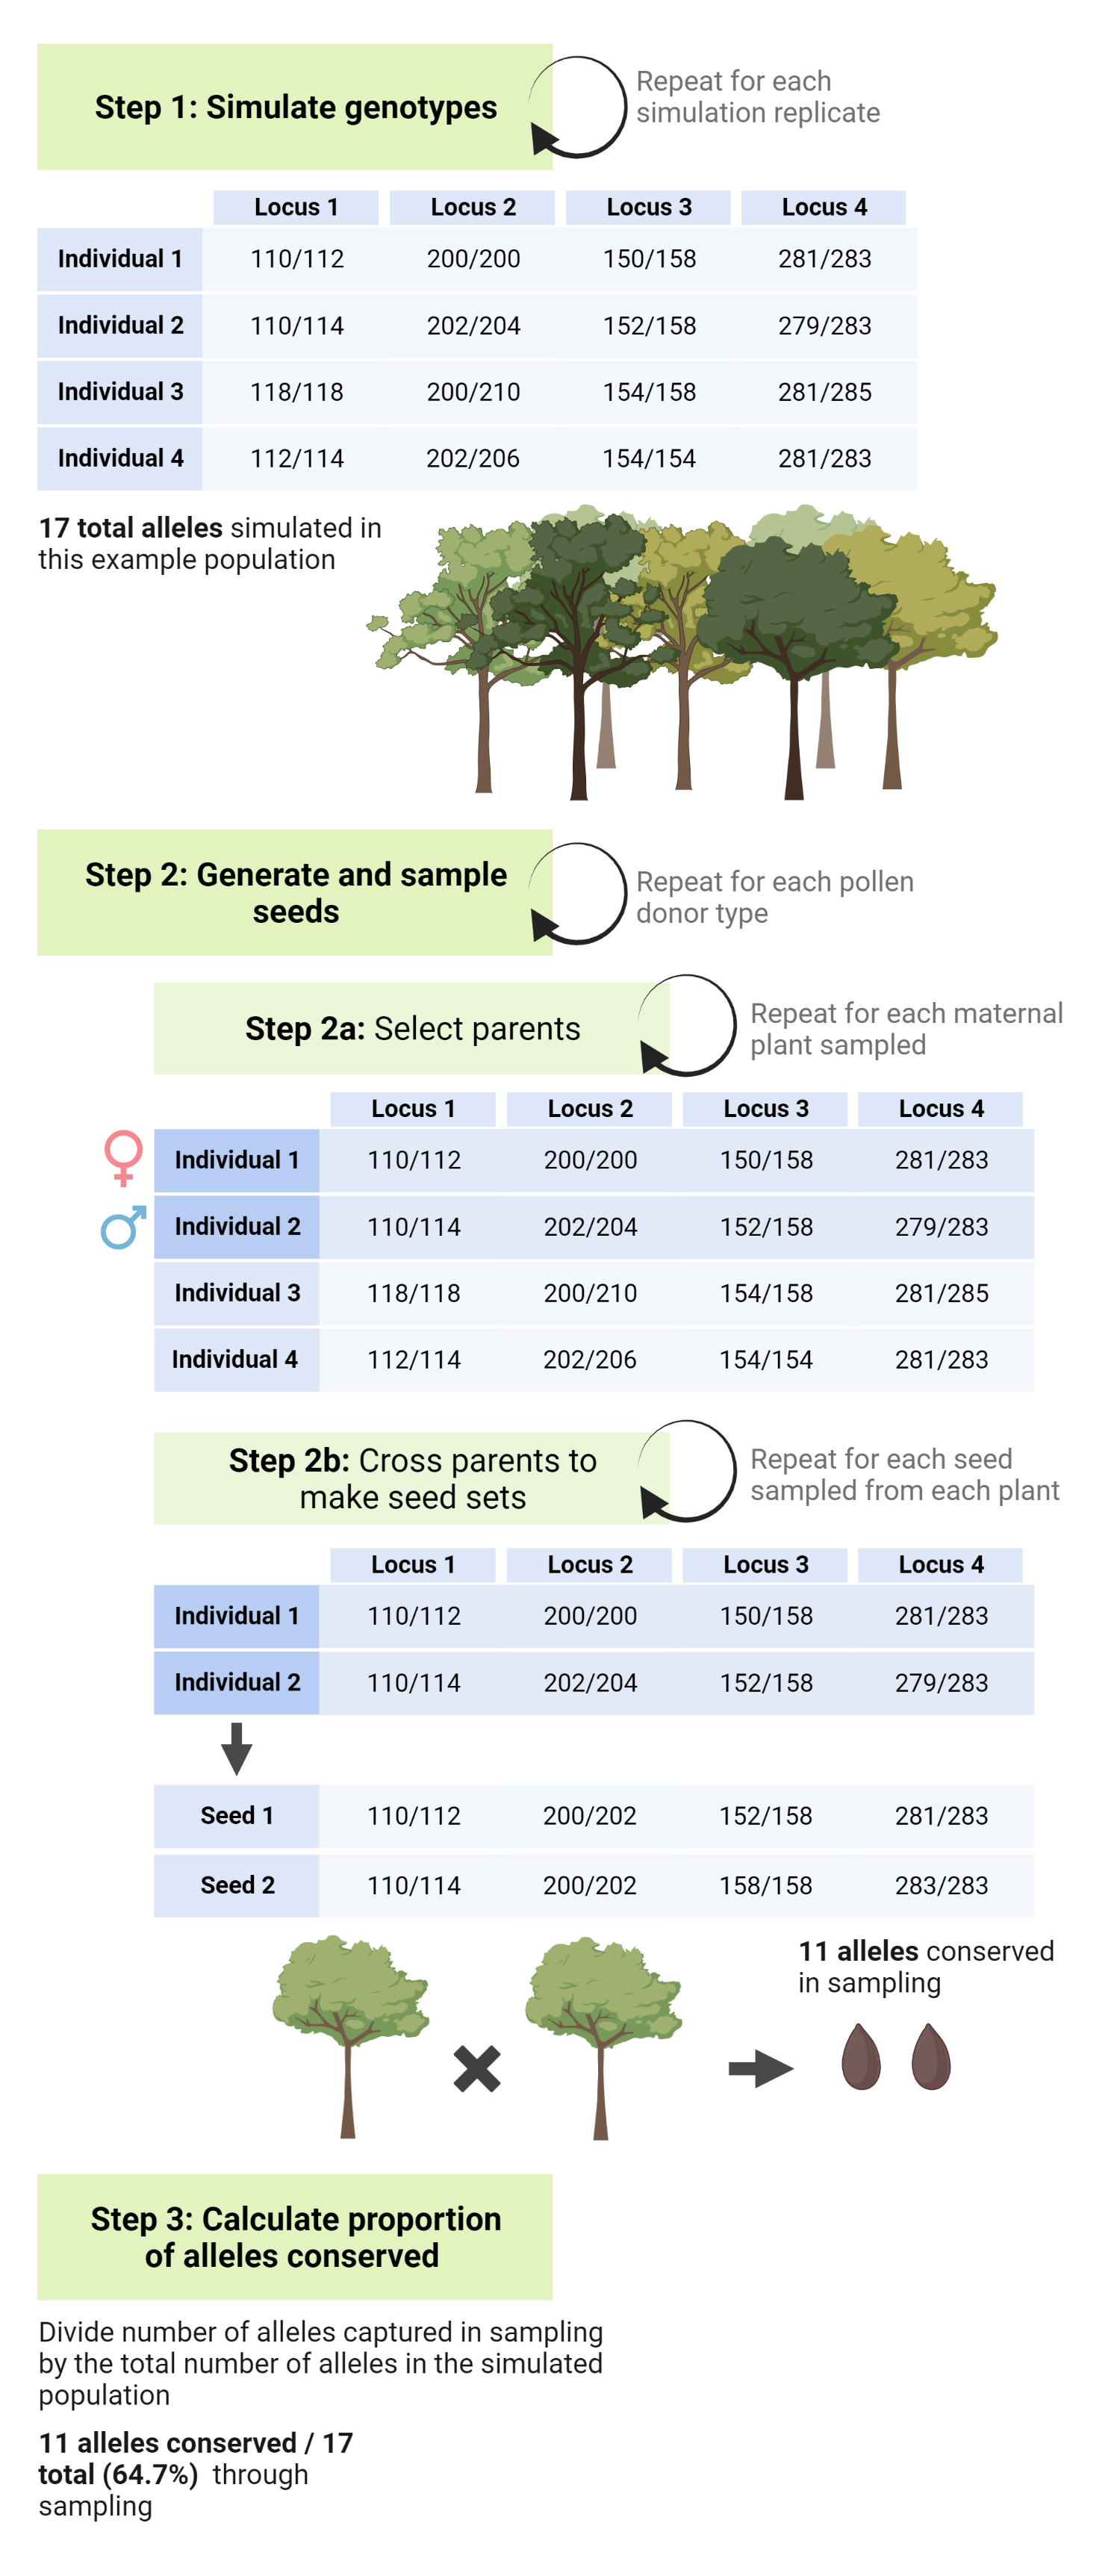 Step 1: Simulate genotypes
Repeat for each
simulation replicate
Locus 1 Locus 2 Locus 3 Locus 4
Individual 1 110/112 200/200 150/158 281/283
Individual 2 110/114 202/204 152/158 279/283
Individual 3 118/118 200/210 154/158 281/285
Individual 4 112/114 202/206 154/154 281/283
17 total alleles simulated in
this example population
Step 2: Generate and sample
seeds
Repeat for each pollen
donor type
Step 2a: Select parents
Repeat for each maternal
plant sampled
Locus 1 Locus 2 Locus 3 Locus 4
Individual 1 110/112 200/200 150/158 281/283
Individual 2 110/114 202/204 152/158 279/283
Individual 3 118/118 200/210 154/158 281/285
Individual 4 112/114 202/206 154/154 281/283
Step 2b: Cross parents to
make seed sets
Repeat for each seed
sampled from each plant
Locus 1 Locus 2 Locus 3 Locus 4
Individual 1 110/112 200/200 150/158 281/283
Individual 2 110/114 202/204 152/158 279/283
Seed 1 110/112 200/202 152/158 281/283
Seed 2 110/114 200/202 158/158 283/283
11 alleles conserved
in sampling
Step 3: Calculate proportion
of alleles conserved
Divide number of alleles captured in sampling
by the total number of alleles in the simulated
population
11 alleles conserved / 17
total (64.7%) through
sampling